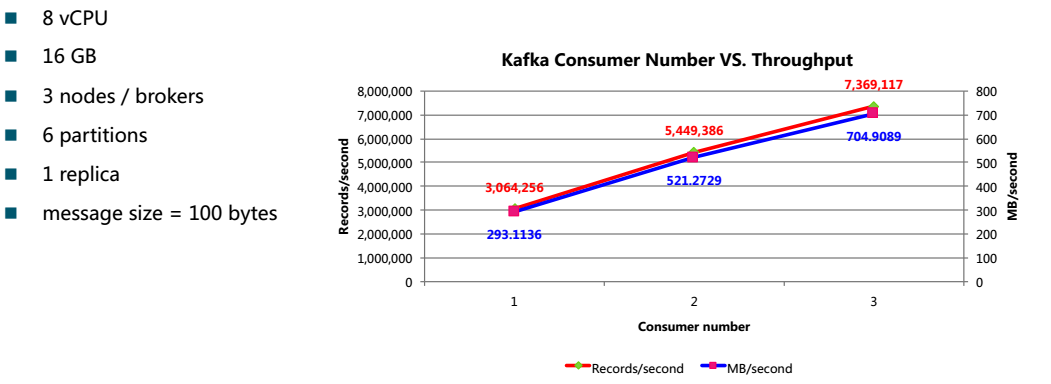 8 vCPU
16 GB
3 nodes / brokers
6 partitions
1 replica
message size = 100 bytes
Kafka Consumer Number VS. Throughput
Records/second
8,000,000
7,000,000
6,000,000
5,000,000
4,000,000
3,000,000
2,000,000
1,000,000
0
3,064,256
5,449,386
7,369,117
293.1136
521.2729
704.9089
800
700
600
500
400
300
200
100
0
MB/second
1 2 3
Consumer number
Records/second MB/second